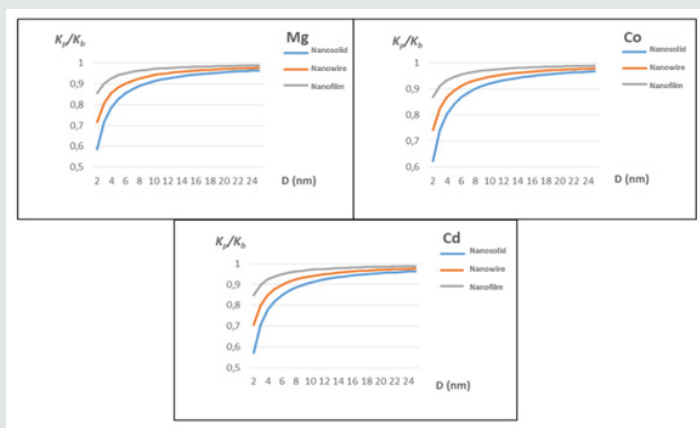 Kp/Kb
Mg
Nanosolid
Nanowire
Nanofilm
1
0,9
0,8
0,7
0,6
0,5
2 4 6 8 10 12 14 16 18 20 22 24
D (nm)
Kp/Kb
Co
Nanosolid
Nanowire
Nanofilm
1
0,9
0,8
0,7
0,6
2 4 6 8 10 12 14 16 18 20 22 24
D (nm)
Kp/Kb
Cd
Nanosolid
Nanowire
Nanofilm
1
0,9
0,8
0,7
0,6
0,5
2 4 6 8 10 12 14 16 18 20 22 24
D (nm)